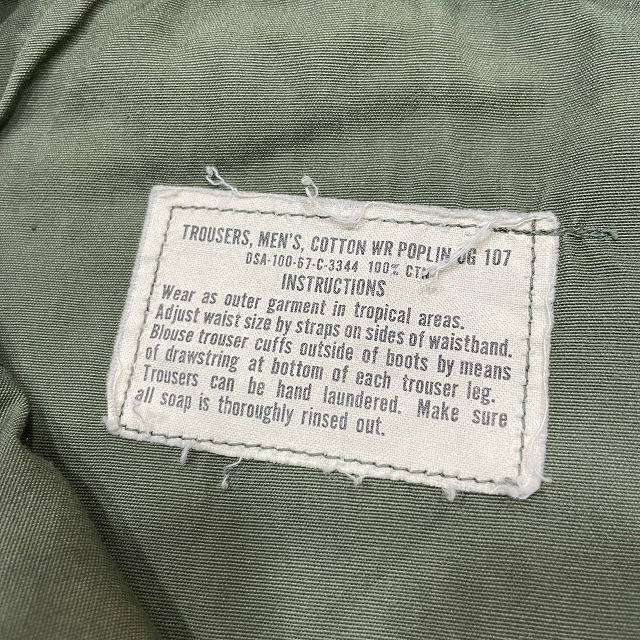 TROUSERS, MEN'S, COTTON WR POPLIN OG 107
DSA-100-67-C-3344 100% CTN
INSTRUCTIONS
Wear as outer garment in tropical areas.
Adjust waist size by straps on sides of waistband.
Blouse trouser cuffs outside of boots by means
of drawstring at bottom of each trouser leg.
Trousers can be hand laundered. Make sure
all soap is thoroughly rinsed out.